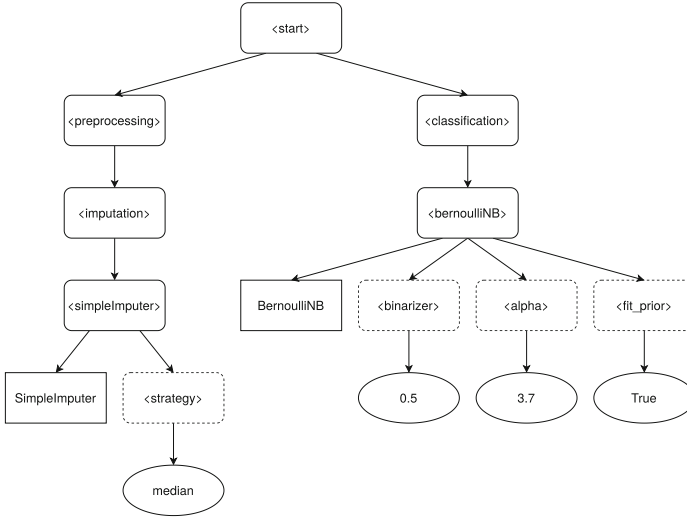 <start>
<preprocessing>
<classification>
<imputation>
<bernoulliNB>
<simpleImputer>
BernoulliNB
<binarizer>
<alpha>
<fit_prior>
SimpleImputer
<strategy>
0.5
3.7
True
median